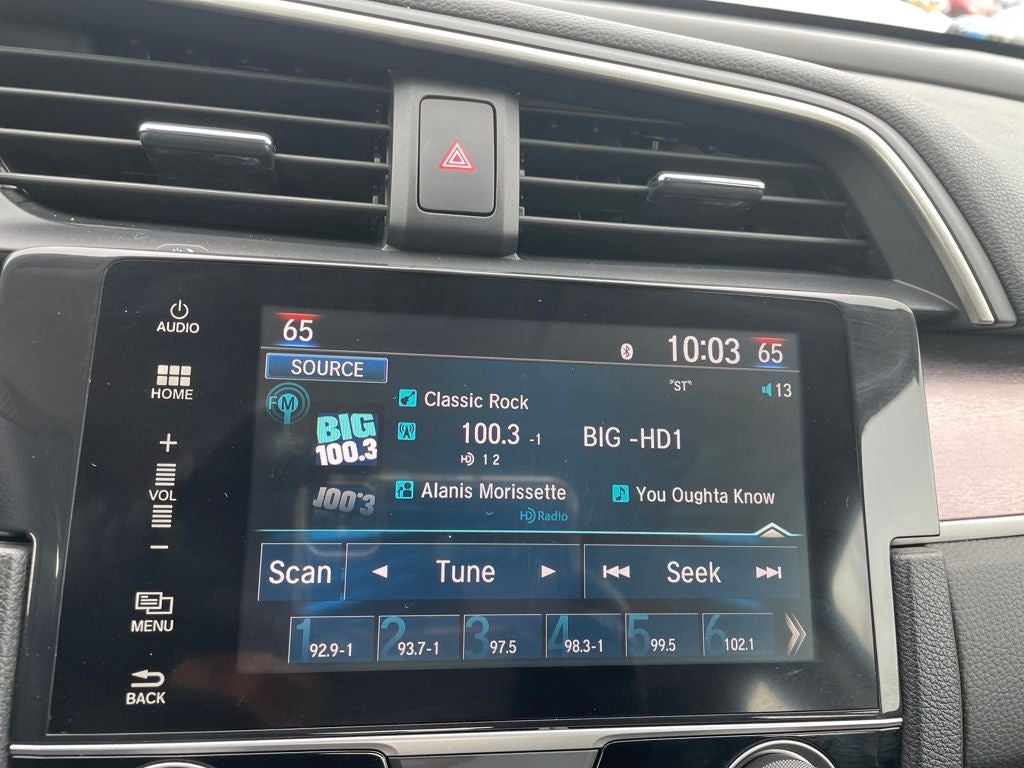 AUDIO
HOME
+
VOL
−
MENU
BACK
65
10:03 65
SOURCE
"ST" 13
FM
BIG
100.3
Classic Rock
100.3 -1 BIG -HD1
HD 1 2
Alanis Morissette You Oughta Know
HD Radio
Scan Tune Seek
1 92.9-1 2 93.7-1 3 97.5 4 98.3-1 5 99.5 6 102.1